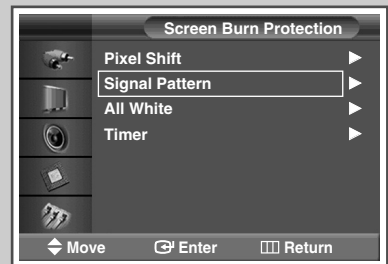 Screen Burn Protection
Pixel Shift
Signal Pattern
All White
Timer
Move Enter Return